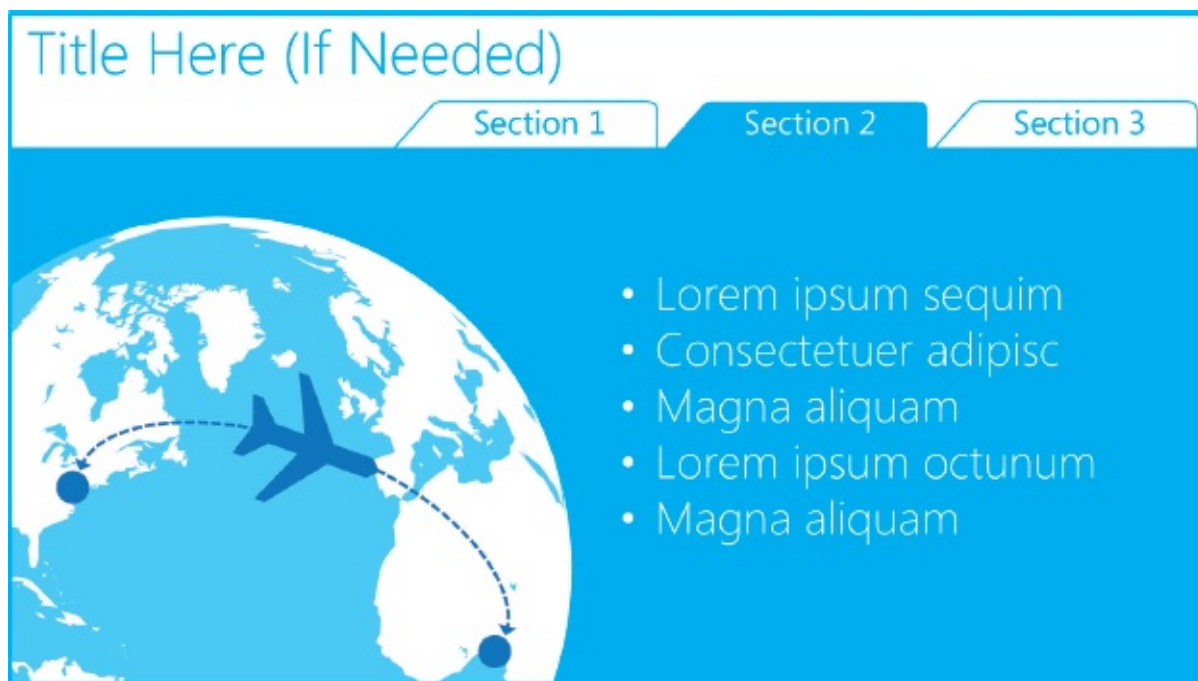 Title Here (If Needed)
Section 1
Section 2
Section 3
• Lorem ipsum sequim
• Consectetuer adipisc
• Magna aliquam
• Lorem ipsum octunum
• Magna aliquam